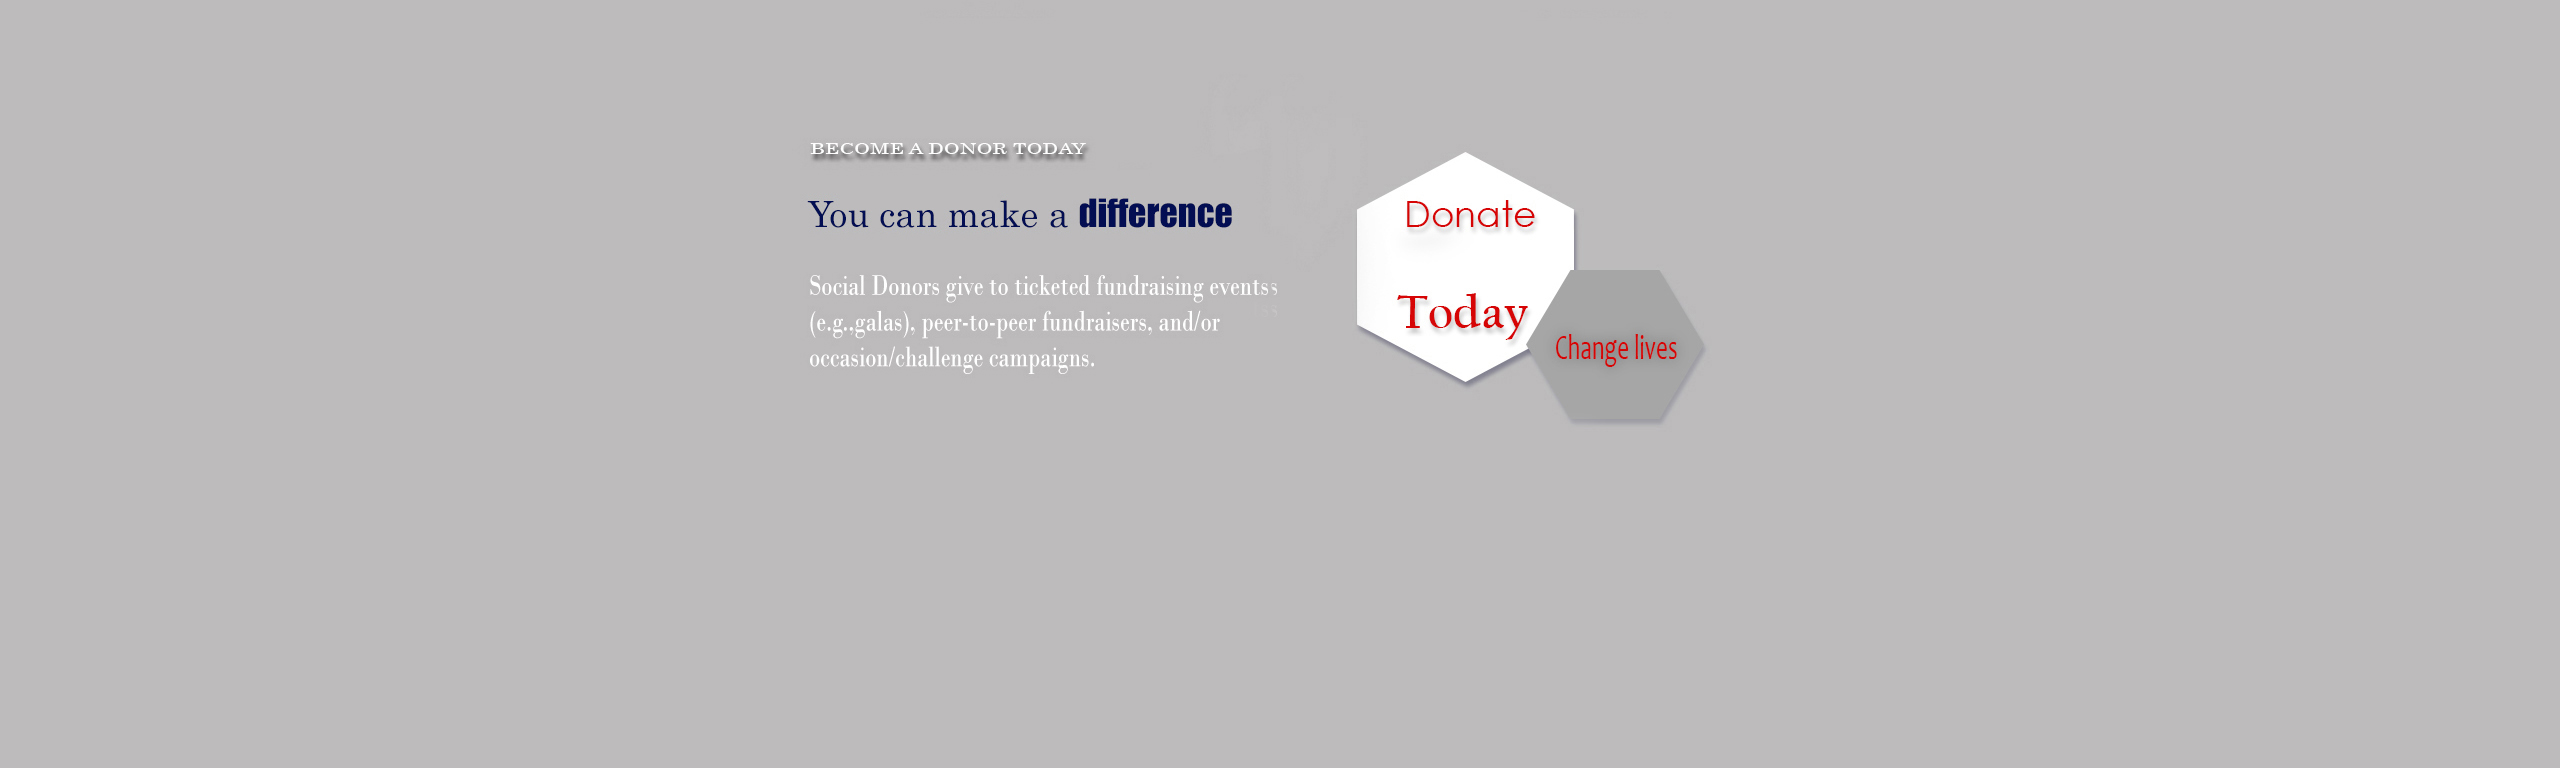 BECOME A DONOR TODAY
You can make a difference
Social Donors give to ticketed fundraising eventss
(e.g.,galas), peer-to-peer fundraisers, and/or
occasion/challenge campaigns.
Donate
Today
Change lives